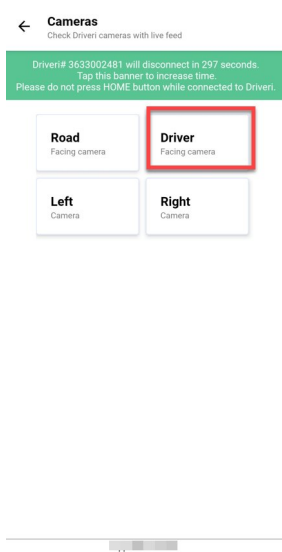 Cameras
Check Driveri cameras with live feed
Driveri# 3633002481 will disconnect in 297 seconds.
Tap this banner to increase time.
Please do not press HOME button while connected to Driveri.
Road
Facing camera
Driver
Facing camera
Left
Camera
Right
Camera